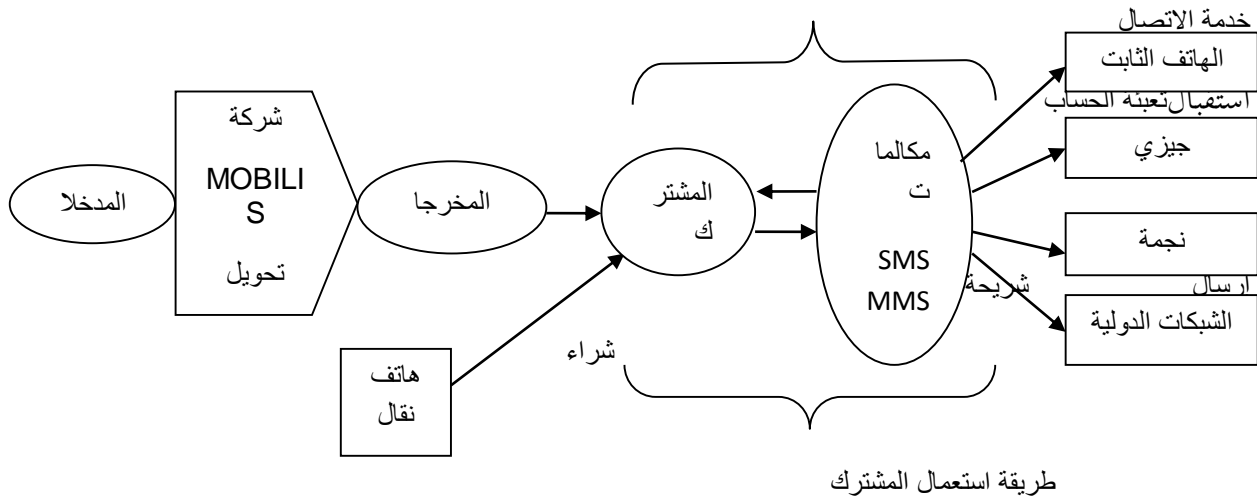 خدمة الاتصال
الهاتف الثابت
استقبال تعبئة الحساب
جيزي
نجمة
ارسال
شريحة
الشبكات الدولية
مكالما
ت
SMS
MMS
المشتر
ك
المخرجا
شركة
MOBILI
S
تحويل
المدخلا
شراء
هاتف
نقال
طريقة استعمال المشترك